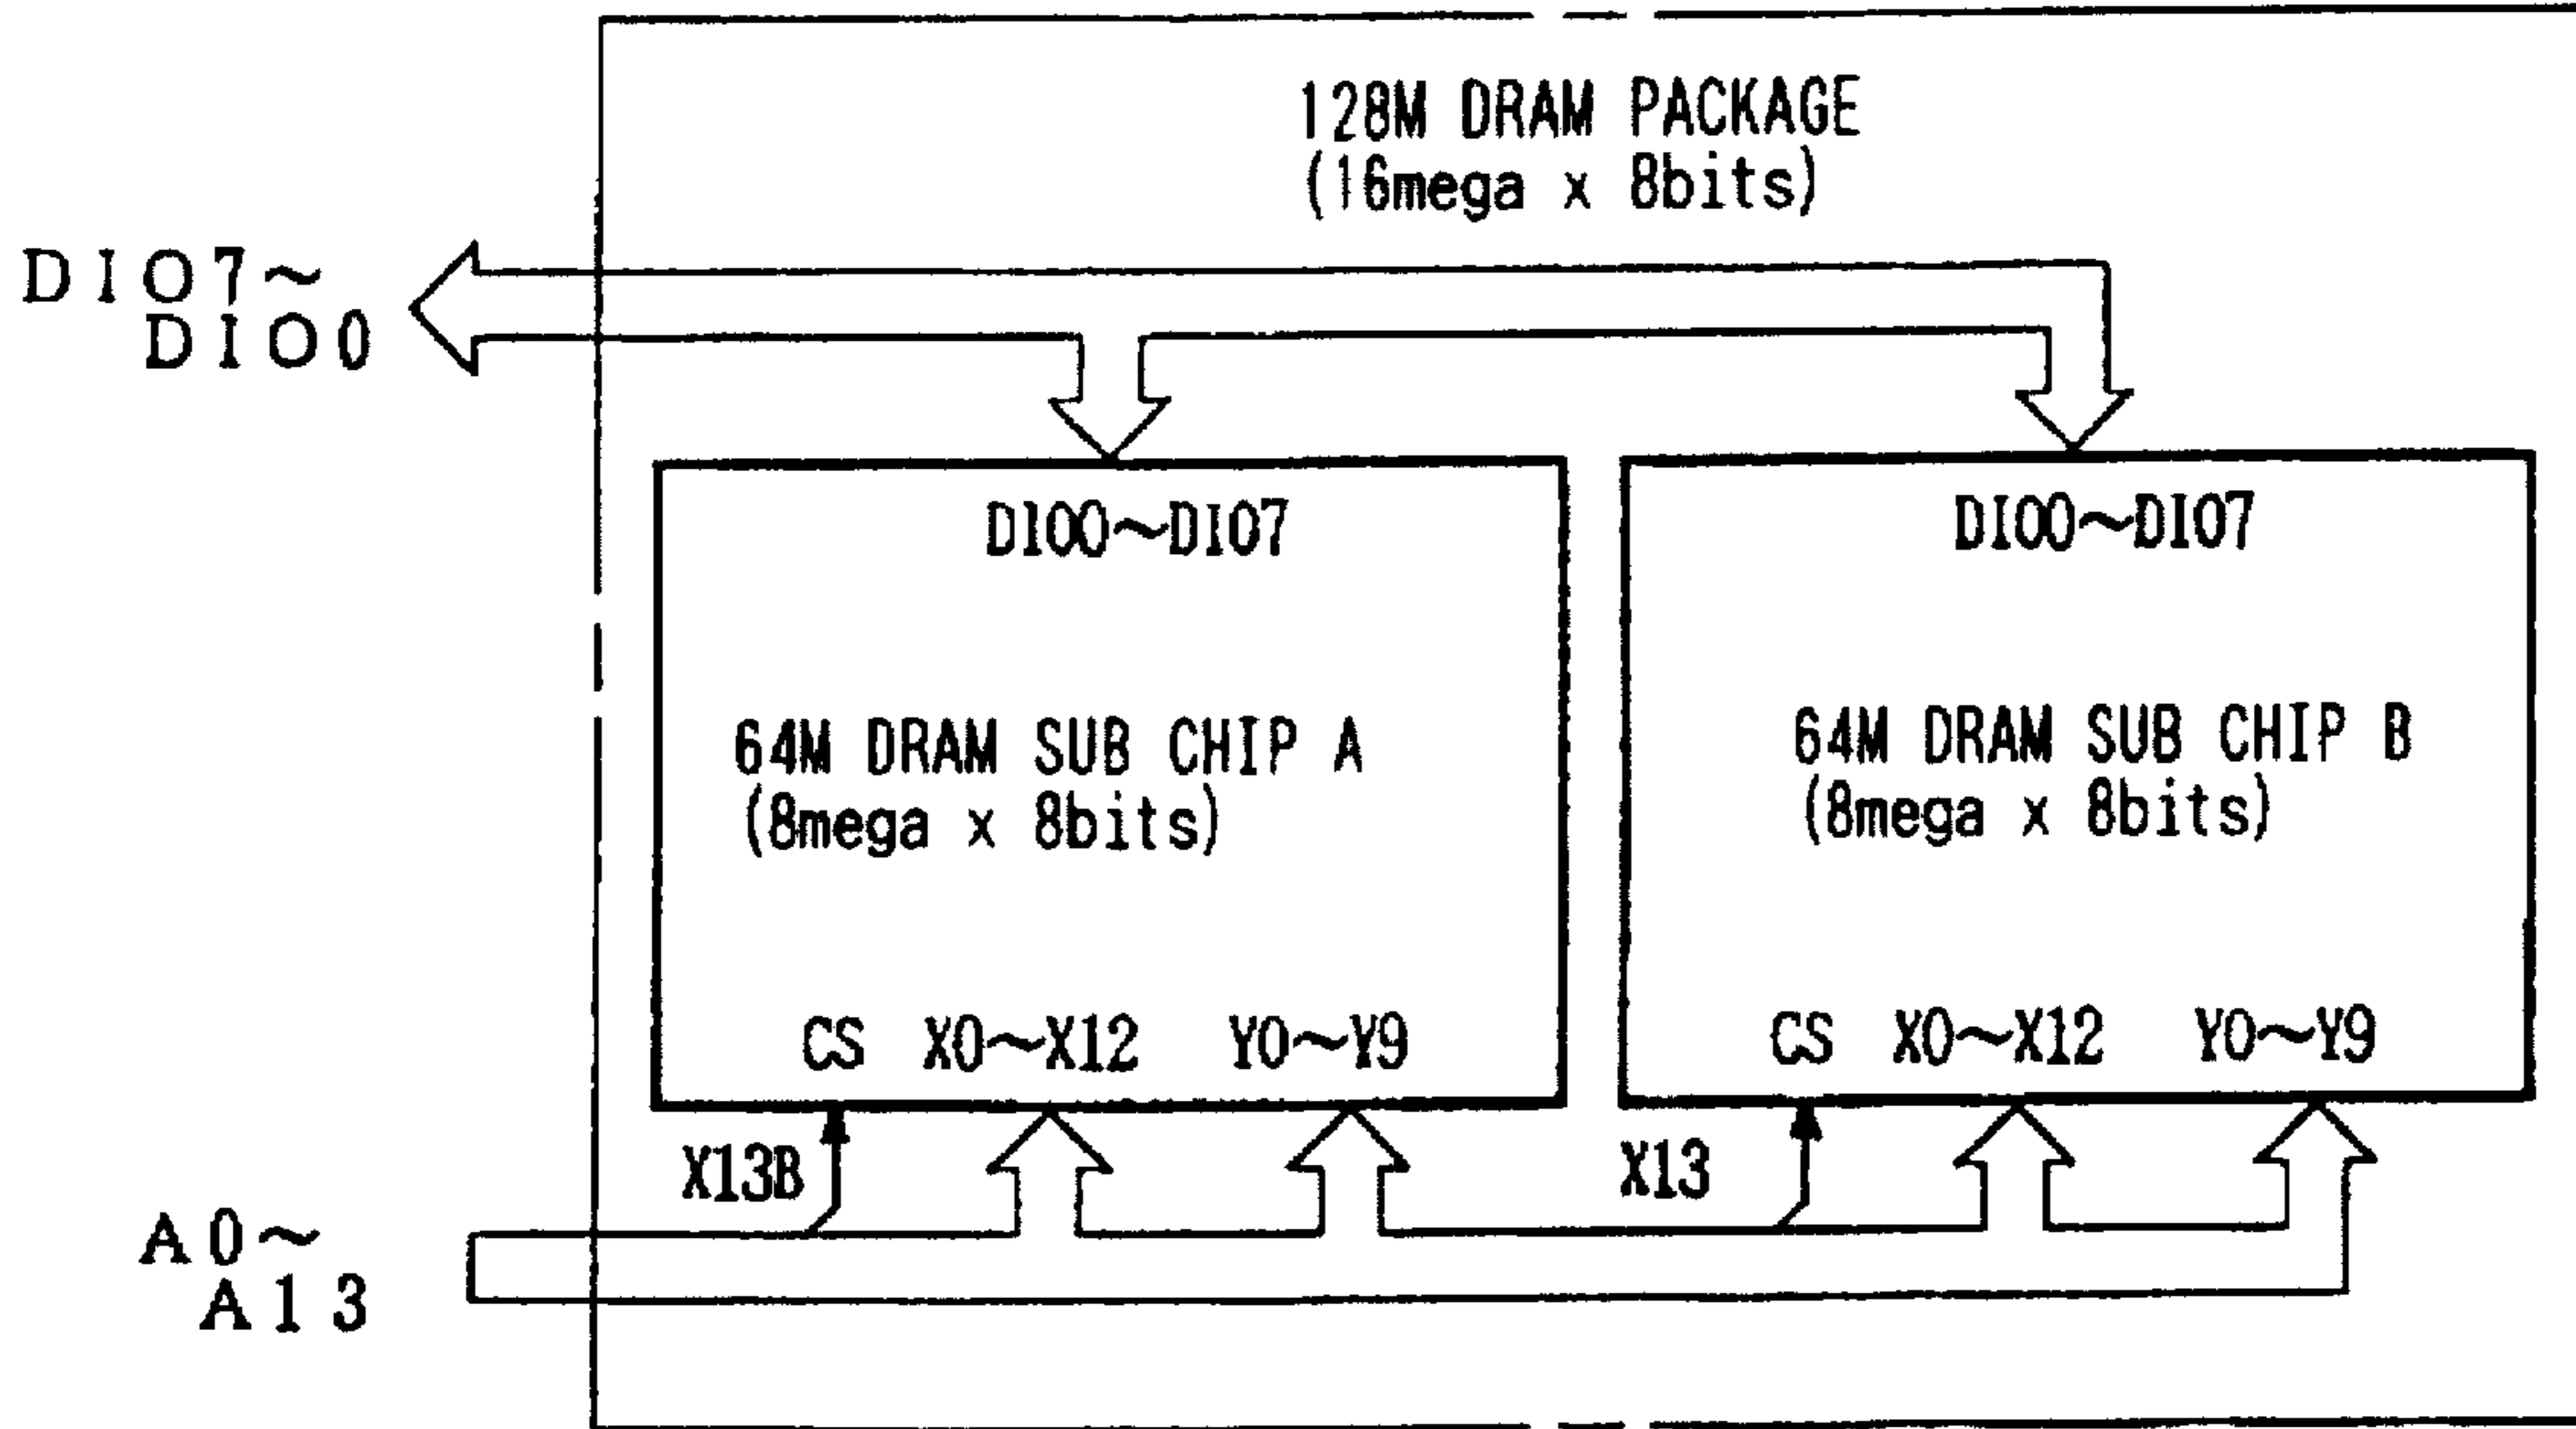 128M DRAM PACKAGE
(16mega x 8bits)
DIO7~
DIO0
DIO0~DIO7
DIO0~DIO7
64M DRAM SUB CHIP A
(8mega x 8bits)
64M DRAM SUB CHIP B
(8mega x 8bits)
CS X0~X12 Y0~Y9
CS X0~X12 Y0~Y9
X13B
X13
A0~
A13